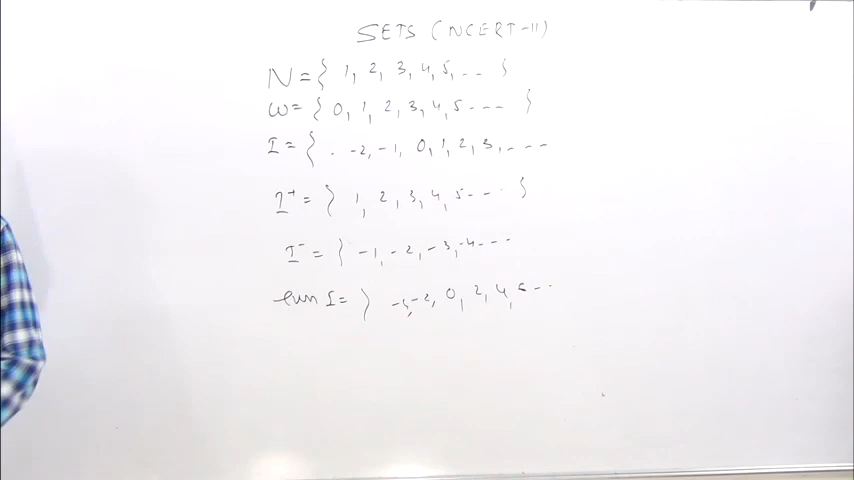 SETS (NCERT-11)
N = { 1, 2, 3, 4, 5, .. }
W = { 0, 1, 2, 3, 4, 5 - - - }
I = { . -2, -1, 0, 1, 2, 3, - - -
I⁺ = { 1, 2, 3, 4, 5 - - . }
I⁻ = { -1, -2, -3, -4 - - -
even I = } -4, -2, 0, 2, 4, 6 - -